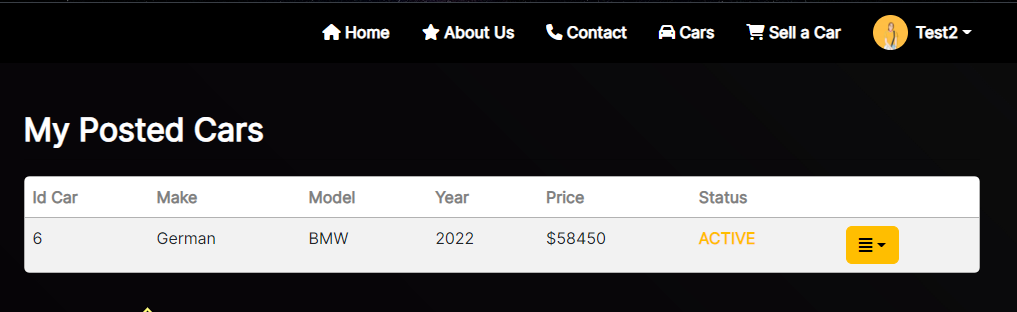 Home About Us Contact Cars Sell a Car Test2
My Posted Cars
Id Car Make Model Year Price Status
6 German BMW 2022 $58450 ACTIVE